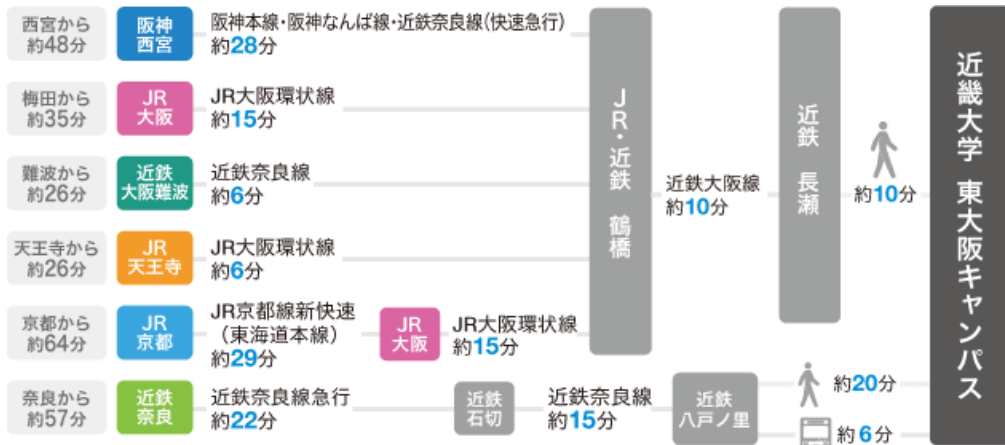 西宮から
約48分
阪神
西宮
阪神本線・阪神なんば線・近鉄奈良線(快速急行)
約28分
梅田から
約35分
JR
大阪
JR大阪環状線
約15分
難波から
約26分
近鉄
大阪難波
近鉄奈良線
約6分
天王寺から
約26分
JR
天王寺
JR大阪環状線
約6分
京都から
約64分
JR
京都
JR京都線新快速
(東海道本線)
約29分
JR
大阪
JR大阪環状線
約15分
JR・近鉄 鶴橋
近鉄大阪線
約10分
近鉄 長瀬
約10分
奈良から
約57分
近鉄
奈良
近鉄奈良線急行
約22分
近鉄
石切
近鉄奈良線
約15分
近鉄
八戸ノ里
約20分
約6分
近畿大学 東大阪キャンパス